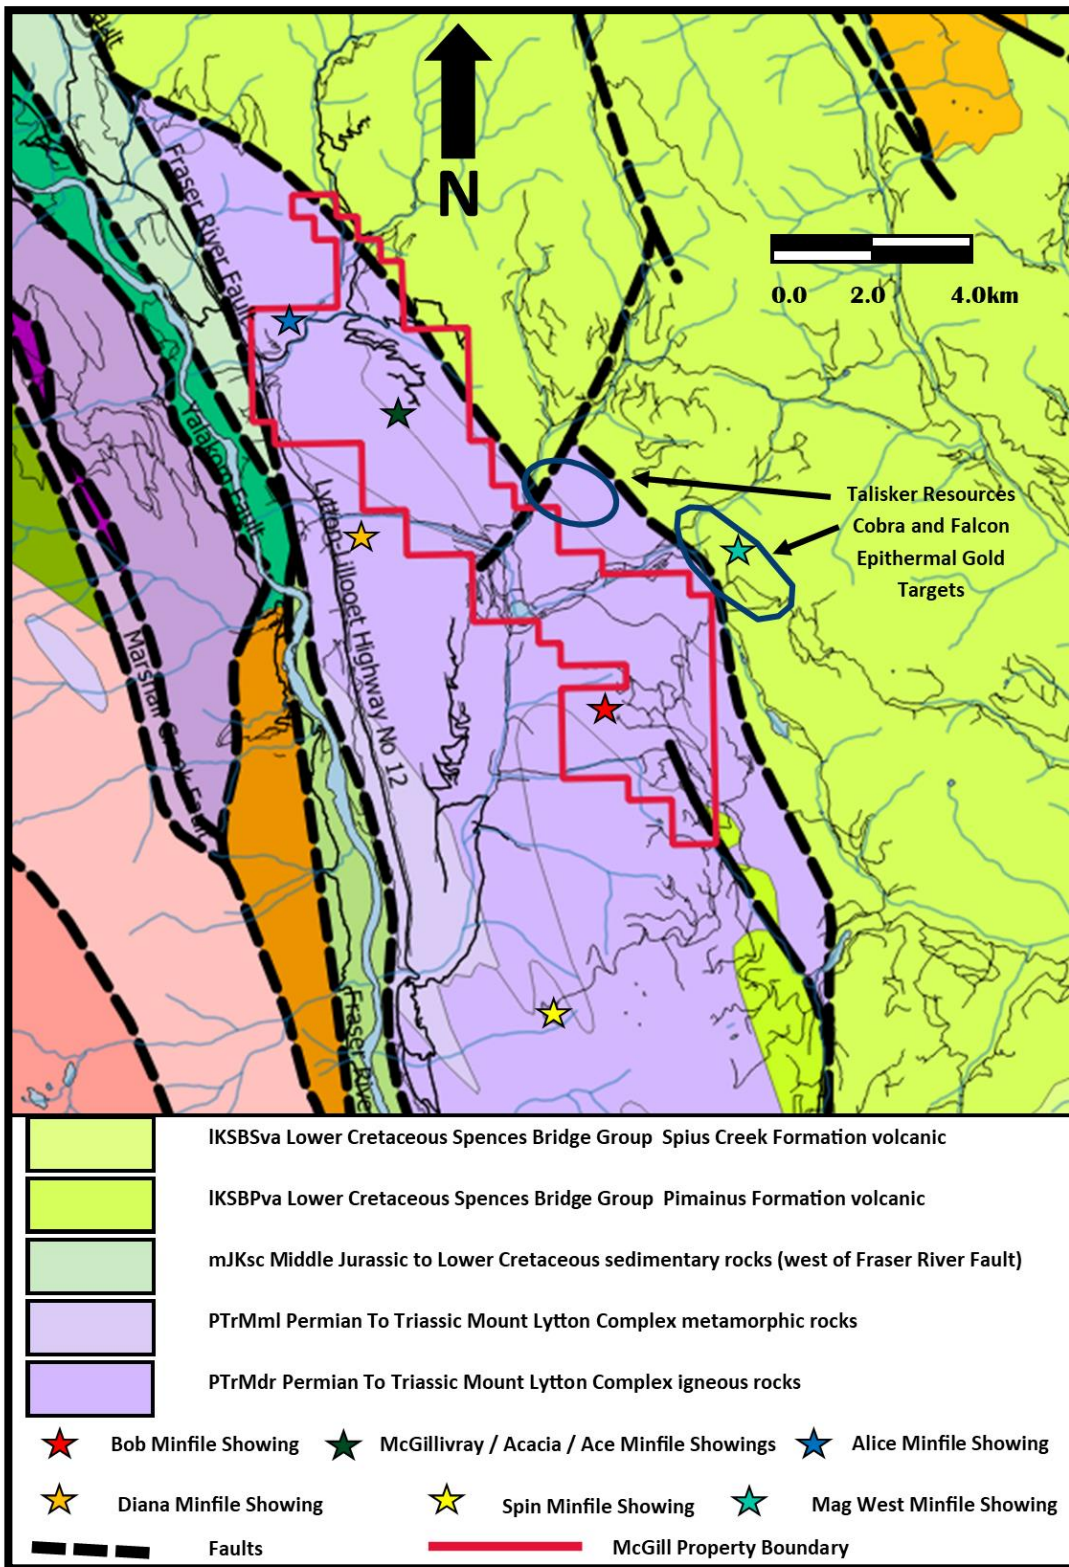 Fault
N
Fraser River Fault
0.0 2.0 4.0km
Yalakom Fault
Lytton-Lillooet Highway No 12
Talisker Resources
Cobra and Falcon
Epithermal Gold
Targets
Marshall Creek Fault
Fraser River
lKSBSva Lower Cretaceous Spences Bridge Group Spius Creek Formation volcanic
lKSBPva Lower Cretaceous Spences Bridge Group Pimainus Formation volcanic
mJKsc Middle Jurassic to Lower Cretaceous sedimentary rocks (west of Fraser River Fault)
PTrMml Permian To Triassic Mount Lytton Complex metamorphic rocks
PTrMdr Permian To Triassic Mount Lytton Complex igneous rocks
Bob Minfile Showing McGillivray / Acacia / Ace Minfile Showings Alice Minfile Showing
Diana Minfile Showing Spin Minfile Showing Mag West Minfile Showing
Faults McGill Property Boundary